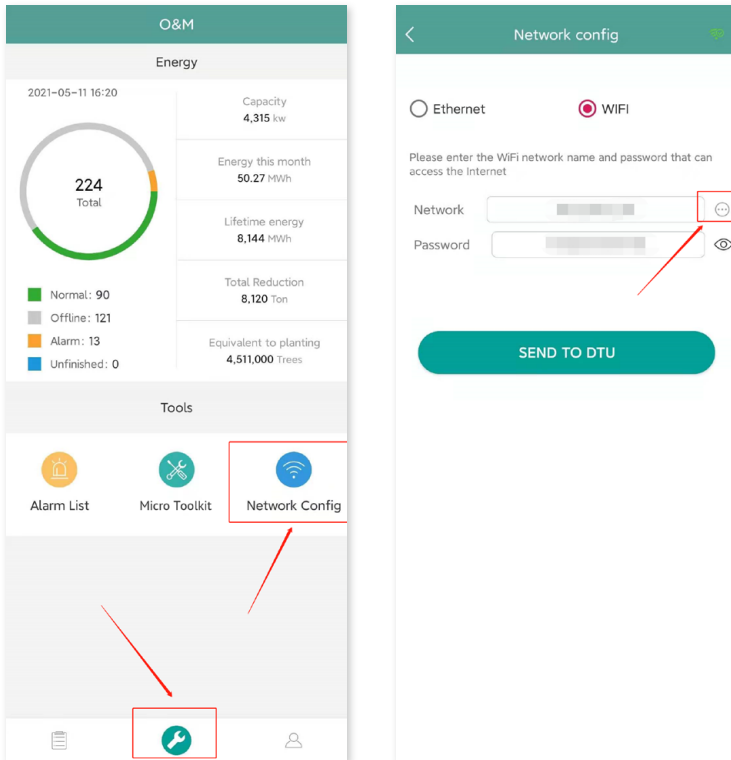 O&M
Energy
2021-05-11 16:20
224
Total
Normal: 90
Offline: 121
Alarm: 13
Unfinished: 0
Capacity
4,315 kw
Energy this month
50.27 MWh
Lifetime energy
8,144 MWh
Total Reduction
8,120 Ton
Equivalent to planting
4,511,000 Trees
Tools
Alarm List
Micro Toolkit
Network Config
Network config
Ethernet
WIFI
Please enter the WiFi network name and password that can
access the Internet
Network
Password
SEND TO DTU